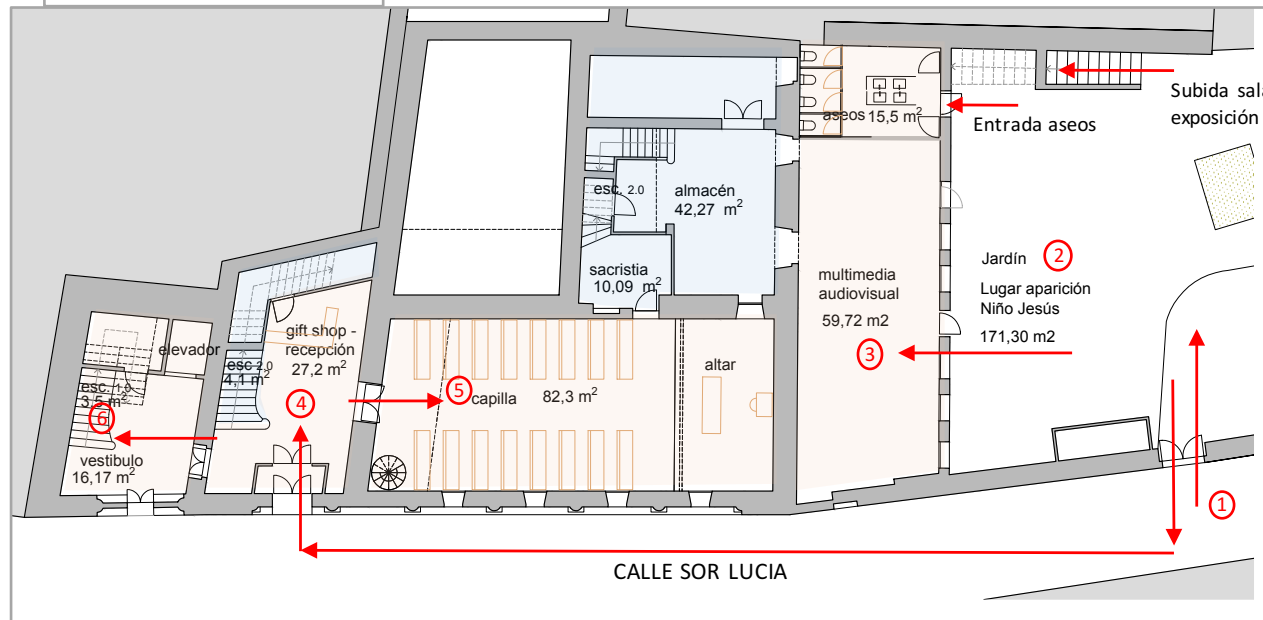 Subida sala
exposición
Entrada aseos
aseos 15,5 m²
esc. 2.0
almacén
42,27 m²
sacristia
10,09 m²
multimedia
audiovisual
59,72 m2
3
Jardín 2
Lugar aparición
Niño Jesús
171,30 m2
gift shop -
recepción
27,2 m²
elevador
esc 2,0
4,1 m²
esc. 1.0
3,5 m²
6
vestibulo
16,17 m²
4
5
capilla 82,3 m²
altar
1
CALLE SOR LUCIA